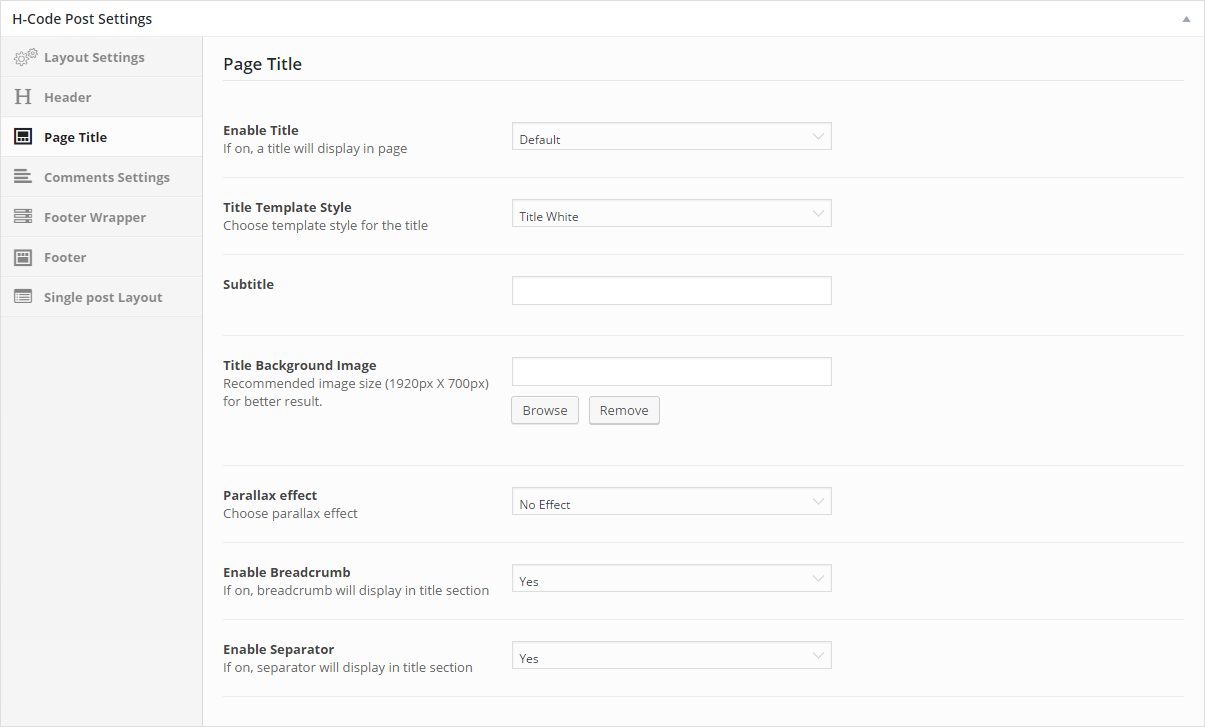 H-Code Post Settings
Layout Settings
Header
Page Title
Comments Settings
Footer Wrapper
Footer
Single post Layout
Page Title
Enable Title
If on, a title will display in page
Default
Title Template Style
Choose template style for the title
Title White
Subtitle
Title Background Image
Recommended image size (1920px X 700px)
for better result.
Browse Remove
Parallax effect
Choose parallax effect
No Effect
Enable Breadcrumb
If on, breadcrumb will display in title section
Yes
Enable Separator
If on, separator will display in title section
Yes